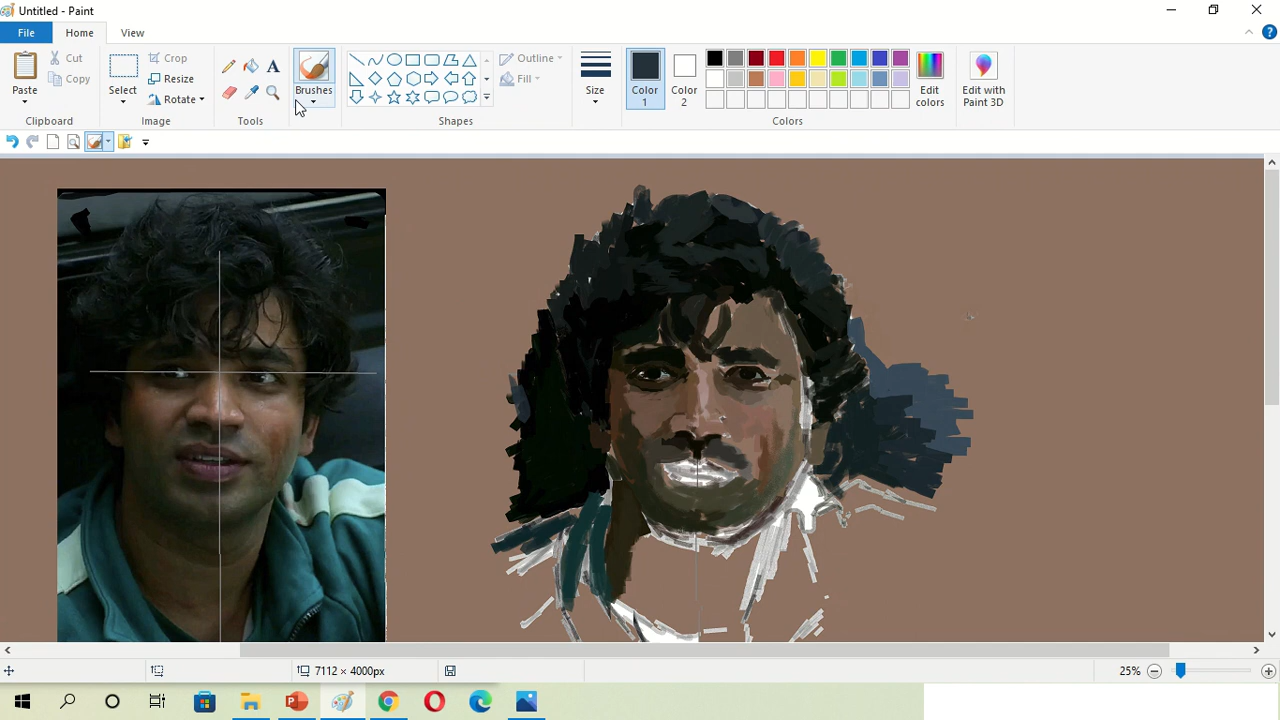 Untitled - Paint
File
Home
View
Paste
Cut
Copy
Clipboard
Select
Crop
Resize
Rotate
Image
A
Tools
Brushes
Shapes
Outline
Fill
Size
Color
1
Color
2
Edit
colors
Edit with
Paint 3D
Colors
7112 × 4000px
25%